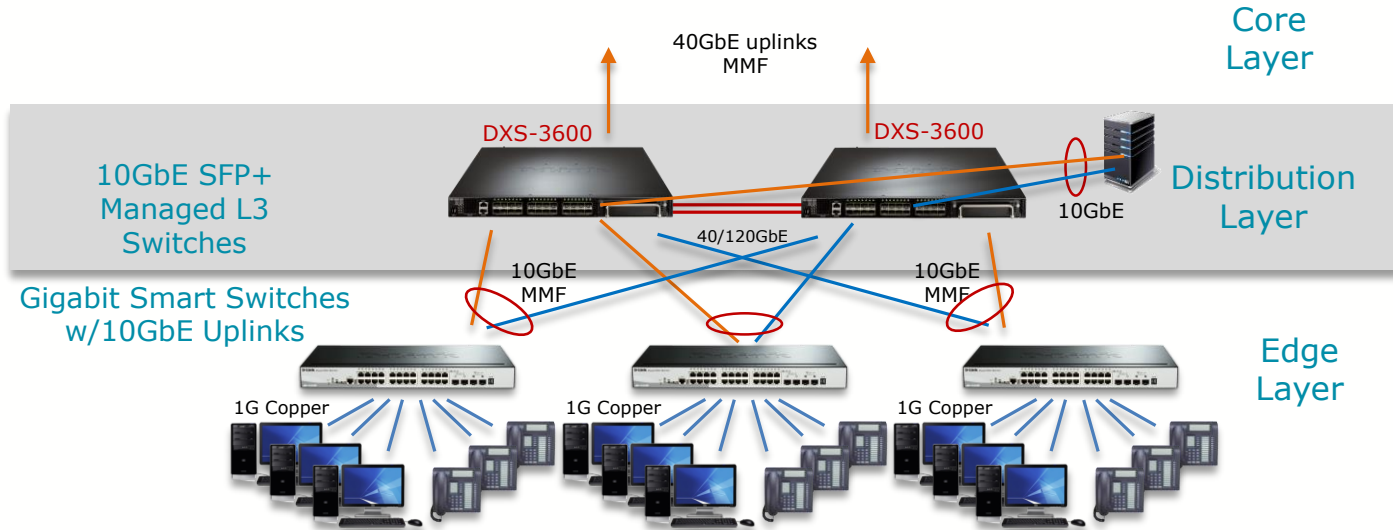 Core
Layer
40GbE uplinks
MMF
DXS-3600
DXS-3600
10GbE SFP+
Managed L3
Switches
Distribution
Layer
10GbE
40/120GbE
10GbE
MMF
10GbE
MMF
Gigabit Smart Switches
w/10GbE Uplinks
Edge
Layer
1G Copper
1G Copper
1G Copper